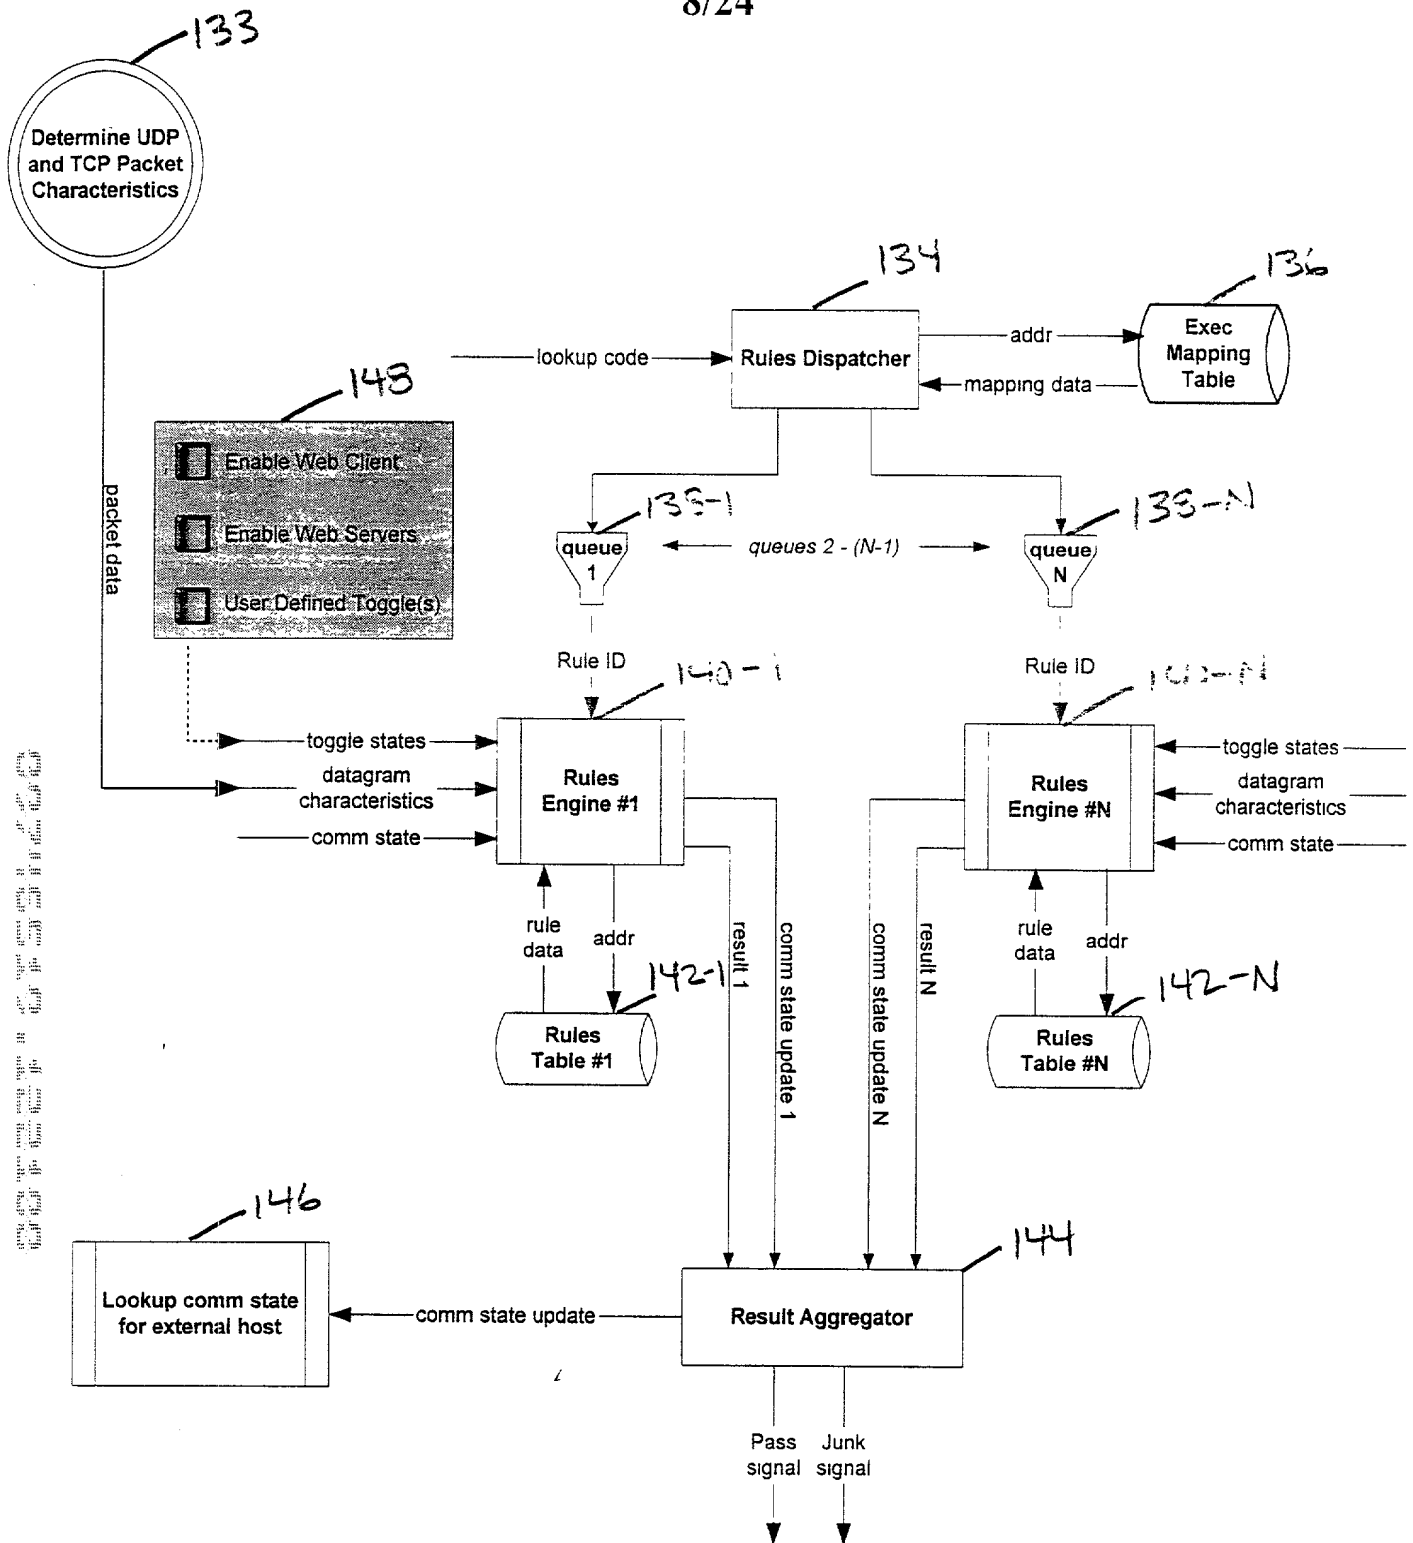 8/24
133
Determine UDP
and TCP Packet
Characteristics
134
136
lookup code
Rules Dispatcher
addr
mapping data
Exec
Mapping
Table
148
Enable Web Client
Enable Web Servers
User Defined Toggle(s)
packet data
138-1
138-N
queue
1
queues 2 - (N-1)
queue
N
Rule ID
Rule ID
140-1
140-N
toggle states
datagram
characteristics
comm state
Rules
Engine #1
Rules
Engine #N
toggle states
datagram
characteristics
comm state
rule
data
addr
result 1
comm state update 1
comm state update N
result N
rule
data
addr
142-1
142-N
Rules
Table #1
Rules
Table #N
146
144
Lookup comm state
for external host
comm state update
Result Aggregator
Pass
signal
Junk
signal